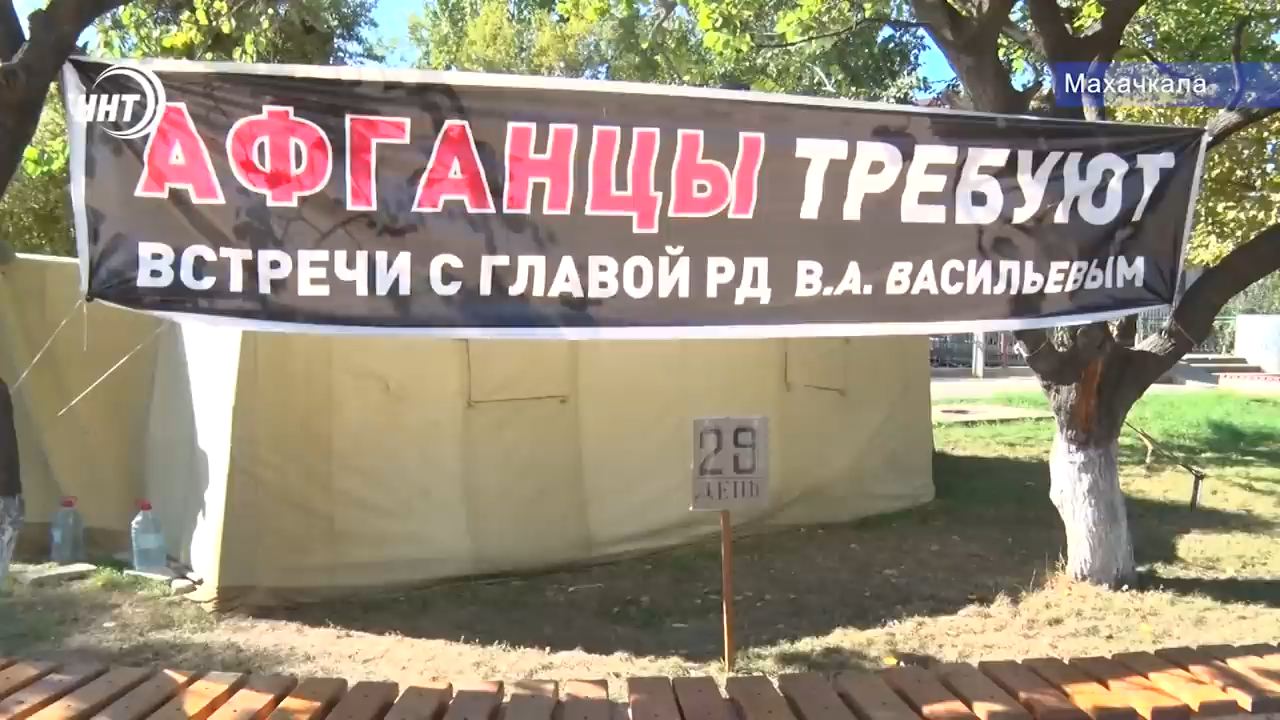 ННТ
Махачкала
АФГАНЦЫ ТРЕБУЮТ
ВСТРЕЧИ С ГЛАВОЙ РД В.А. ВАСИЛЬЕВЫМ
29
ДЕНЬ